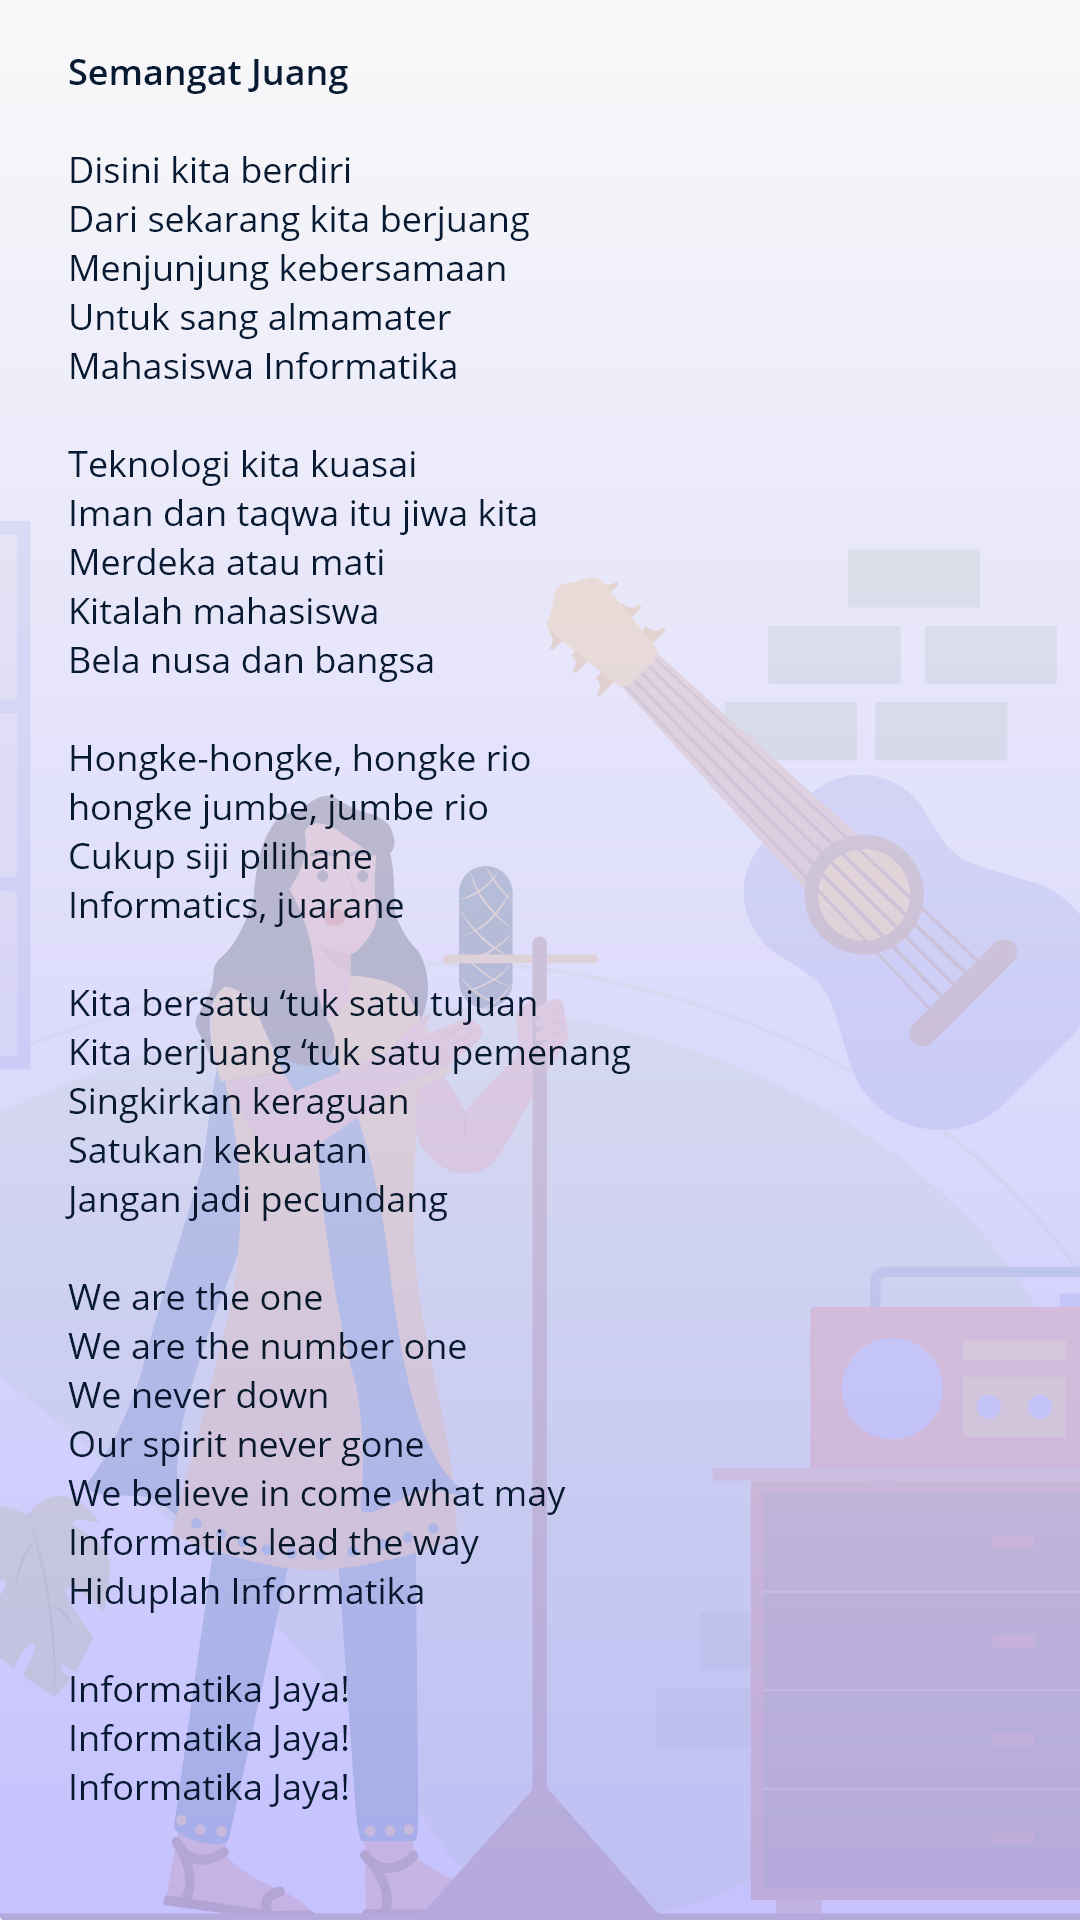 Semangat Juang
Disini kita berdiri
Dari sekarang kita berjuang
Menjunjung kebersamaan
Untuk sang almamater
Mahasiswa Informatika
Teknologi kita kuasai
Iman dan taqwa itu jiwa kita
Merdeka atau mati
Kitalah mahasiswa
Bela nusa dan bangsa
Hongke-hongke, hongke rio
hongke jumbe, jumbe rio
Cukup siji pilihane
Informatics, juarane
Kita bersatu ‘tuk satu tujuan
Kita berjuang ‘tuk satu pemenang
Singkirkan keraguan
Satukan kekuatan
Jangan jadi pecundang
We are the one
We are the number one
We never down
Our spirit never gone
We believe in come what may
Informatics lead the way
Hiduplah Informatika
Informatika Jaya!
Informatika Jaya!
Informatika Jaya!